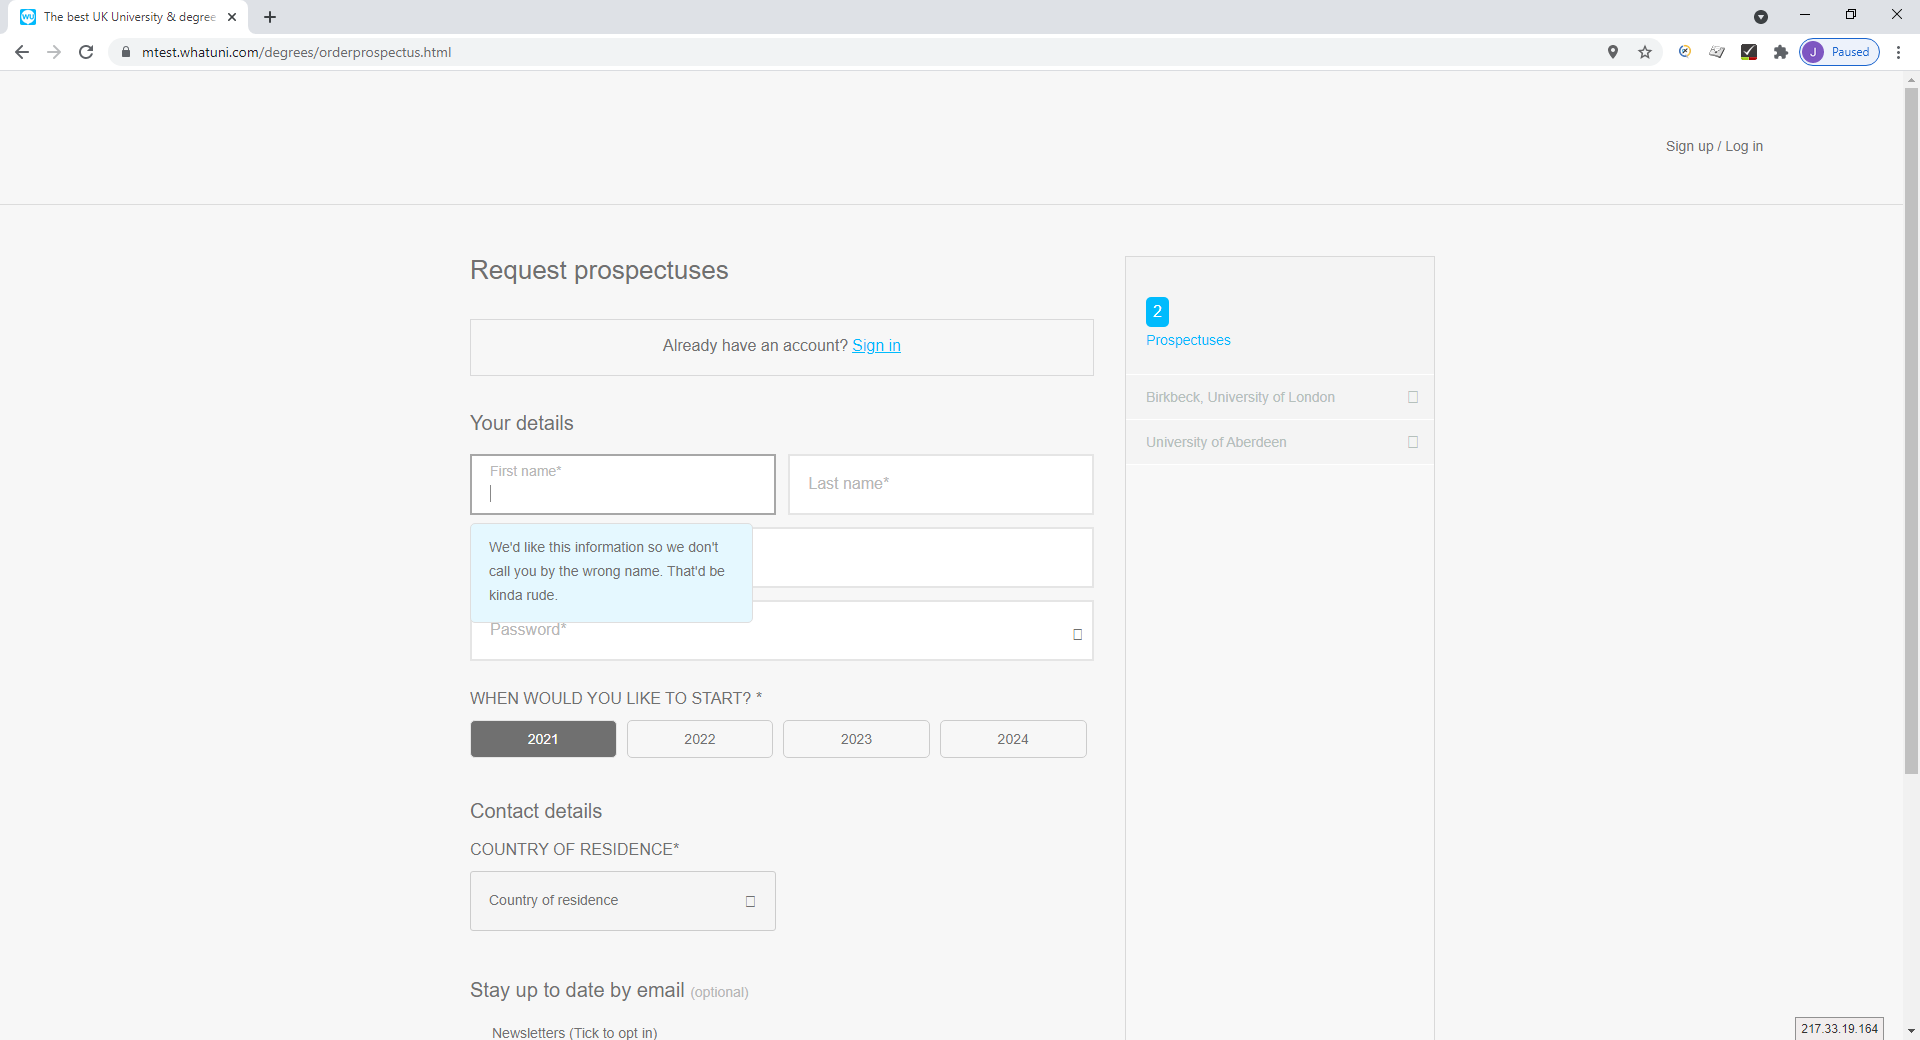 The best UK University & degree
mtest.whatuni.com/degrees/orderprospectus.html
J Paused
Sign up / Log in
Request prospectuses
Already have an account? Sign in
Your details
First name*
Last name*
We'd like this information so we don't
call you by the wrong name. That'd be
kinda rude.
Password*
WHEN WOULD YOU LIKE TO START? *
2021 2022 2023 2024
Contact details
COUNTRY OF RESIDENCE*
Country of residence
Stay up to date by email (optional)
Newsletters (Tick to opt in)
2
Prospectuses
Birkbeck, University of London
University of Aberdeen
217.33.19.164